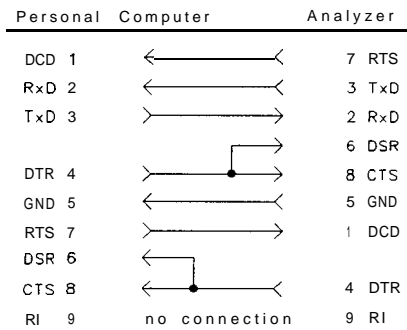 Personal Computer Analyzer
DCD 1 7 RTS
RxD 2 3 TxD
TxD 3 2 RxD
6 DSR
DTR 4 8 CTS
GND 5 5 GND
RTS 7 1 DCD
DSR 6
CTS 8 4 DTR
RI 9 no connection 9 RI